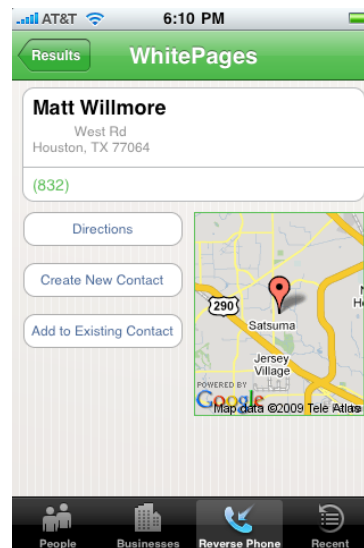 AT&T 6:10 PM
Results WhitePages
Matt Willmore
West Rd
Houston, TX 77064
(832)
Directions
Create New Contact
Add to Existing Contact
290
Satsuma
Jersey
Village
POWERED BY
Google
Map data ©2009 Tele Atlas
People Businesses Reverse Phone Recent